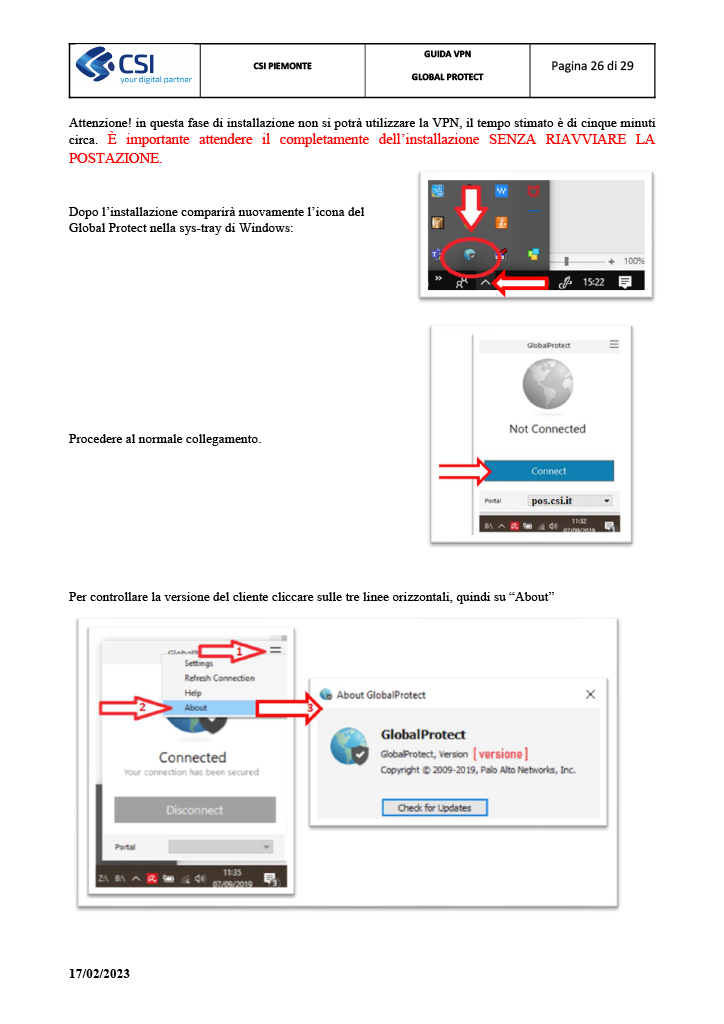 CSI
your digital partner
CSI PIEMONTE
GUIDA VPN
GLOBAL PROTECT
Pagina 26 di 29
Attenzione! in questa fase di installazione non si potrà utilizzare la VPN, il tempo stimato è di cinque minuti
circa. È importante attendere il completamente dell’installazione SENZA RIAVVIARE LA
POSTAZIONE.
Dopo l’installazione comparirà nuovamente l’icona del
Global Protect nella sys-tray di Windows:
100%
15:22
GlobalProtect
Not Connected
Connect
Portal
pos.csi.it
B:\
11:32
07/09/2019
Procedere al normale collegamento.
Per controllare la versione del cliente cliccare sulle tre linee orizzontali, quindi su “About”
GlobalProtect
1
Settings
Refresh Connection
Help
2
About
3
Connected
Your connection has been secured
Disconnect
Portal
Z:\ B:\
11:35
07/09/2019
3
About GlobalProtect
GlobalProtect
GlobalProtect, Version [versione]
Copyright © 2009-2019, Palo Alto Networks, Inc.
Check for Updates
17/02/2023